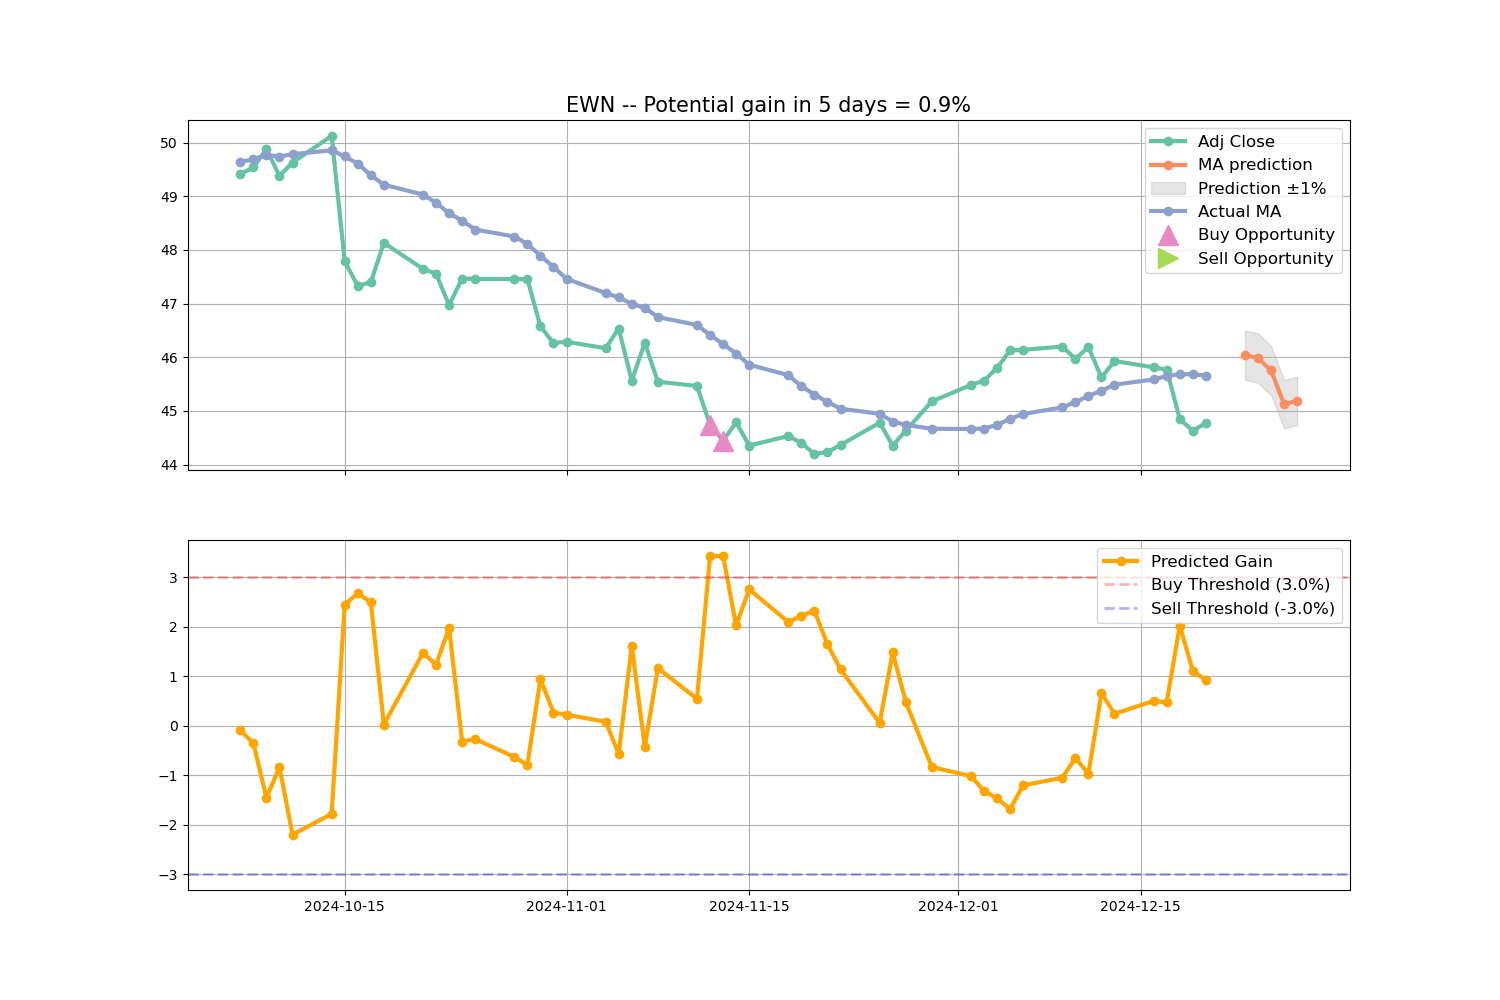 EWN -- Potential gain in 5 days = 0.9%
50
49
48
47
46
45
44
Adj Close
MA prediction
Prediction ±1%
Actual MA
Buy Opportunity
Sell Opportunity
3
2
1
0
−1
−2
−3
Predicted Gain
Buy Threshold (3.0%)
Sell Threshold (-3.0%)
2024-10-15
2024-11-01
2024-11-15
2024-12-01
2024-12-15